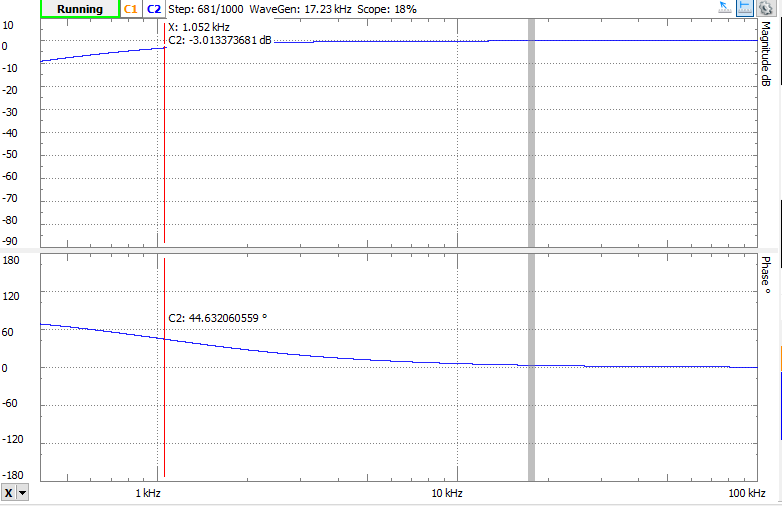 Running C1 C2 Step: 681/1000 WaveGen: 17.23 kHz Scope: 18%
X: 1.052 kHz
C2: -3.013373681 dB
10
0
-10
-20
-30
-40
-50
-60
-70
-80
-90
Magnitude dB
180
120
60
0
-60
-120
-180
C2: 44.632060559 °
Phase °
X 1 kHz 10 kHz 100 kHz